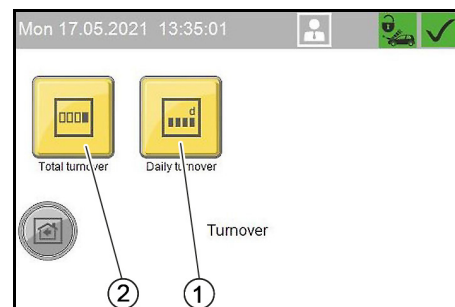 Mon 17.05.2021 13:35:01
d
Total turnover
Daily turnover
Turnover
2
1